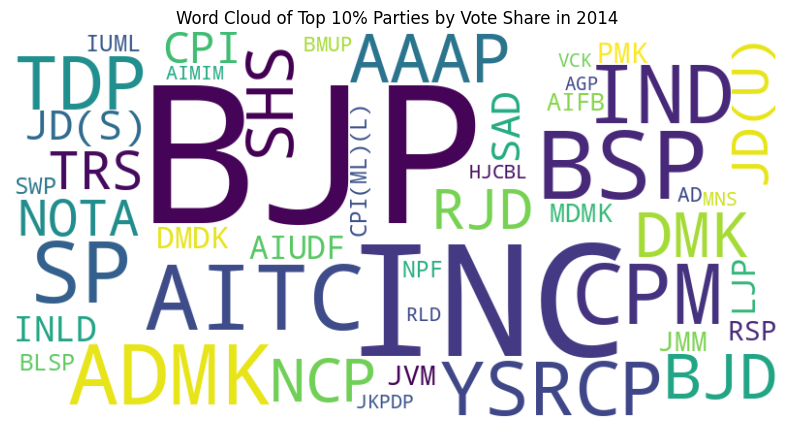 Word Cloud of Top 10% Parties by Vote Share in 2014
IUML
CPI
BMUP
AAAP
VCK
PMK
TDP
AIMIM
SHS
AGP
IND
JD(U)
AIFB
JD(S)
BJP
CPI(ML)(L)
SAD
BSP
TRS
HJCBL
SWP
AD
MNS
NOTA
RJD
MDMK
DMK
DMDK
AIUDF
SP
AITC
INC
NPF
CPM
LJP
RLD
INLD
RSP
JMM
BLSP
ADMK
NCP
JVM
YSRCP
BJD
JKPDP